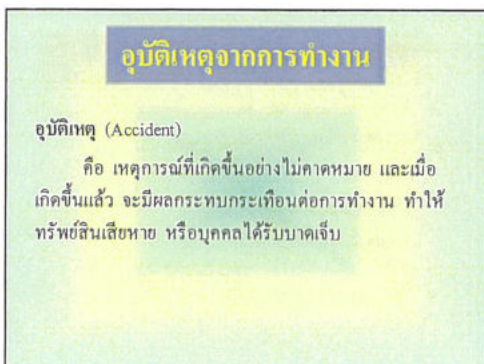 อุบัติเหตุจากการทำงาน
อุบัติเหตุ (Accident)
คือ เหตุการณ์ที่เกิดขึ้นอย่างไม่คาดหมาย และเมื่อ
เกิดขึ้นแล้ว จะมีผลกระทบกระเทือนต่อการทำงาน ทำให้
ทรัพย์สินเสียหาย หรือบุคคลได้รับบาดเจ็บ